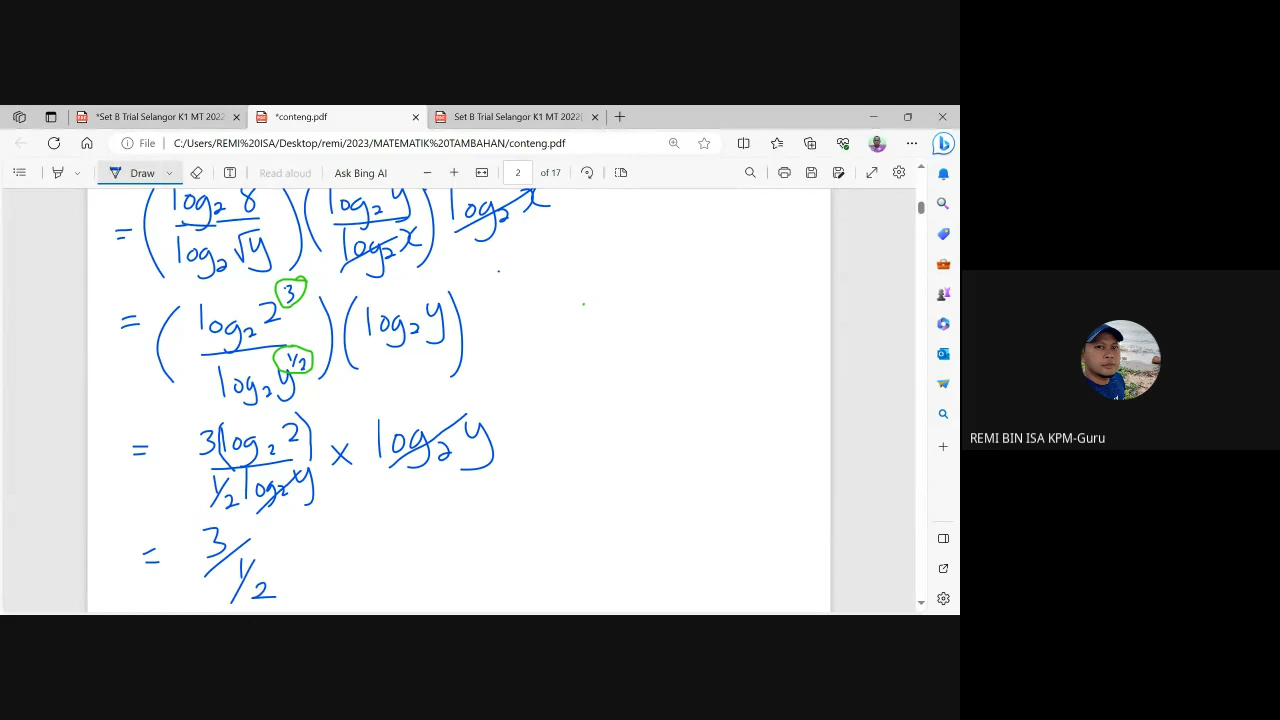 *Set B Trial Selangor K1 MT 2022 *conteng.pdf Set B Trial Selangor K1 MT 2022(
File C:/Users/REMI%20ISA/Desktop/remi/2023/MATEMATIK%20TAMBAHAN/conteng.pdf
Draw Read aloud Ask Bing AI 2 of 17
= (log₂ 8 / log₂ √y) (log₂ y / log₂ x) log₂ x
= (log₂ 2³ / log₂ y^1/2) (log₂ y)
= 3(log₂ 2) / 1/2 log₂ y × log₂ y
= 3 / 1/2
REMI BIN ISA KPM-Guru